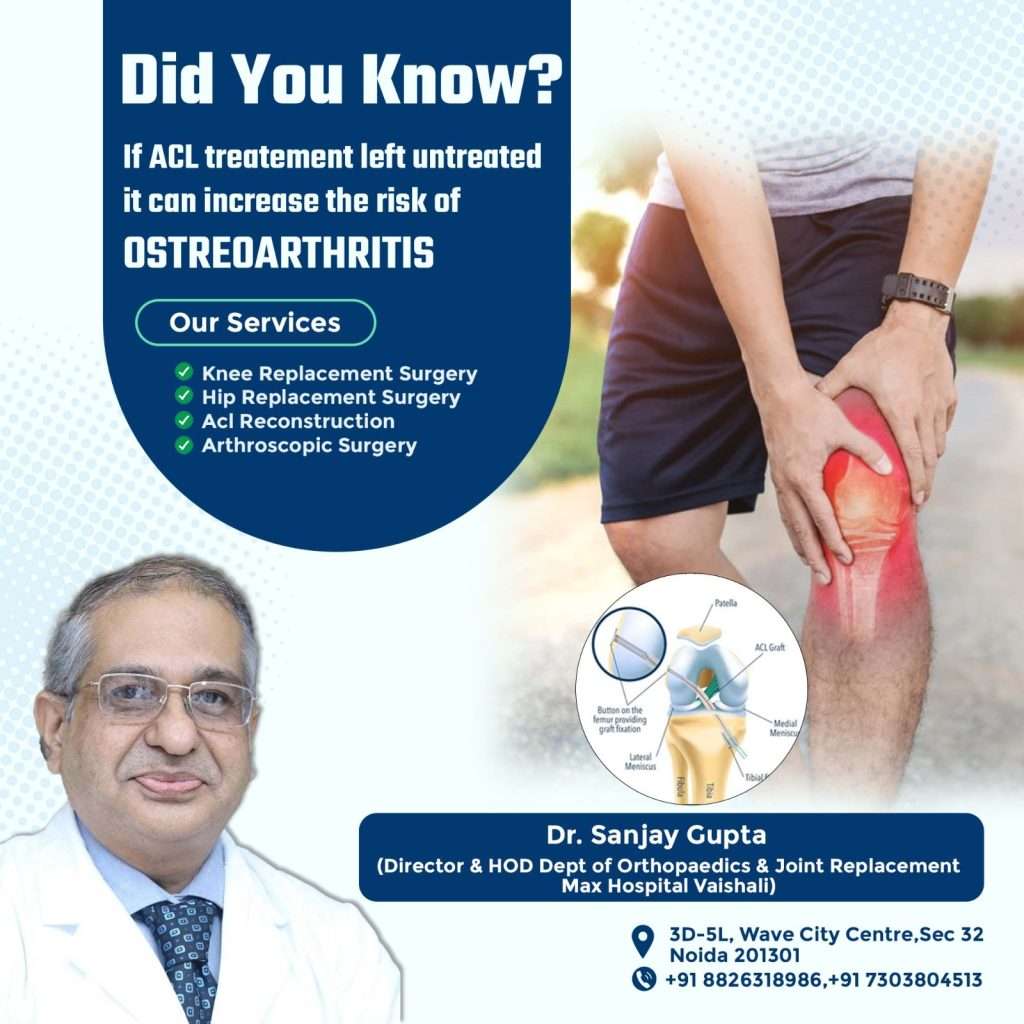 Did You Know?
If ACL treatement left untreated
it can increase the risk of
OSTREOARTHRITIS
Our Services
Knee Replacement Surgery
Hip Replacement Surgery
Acl Reconstruction
Arthroscopic Surgery
Patella
ACL Graft
Button on the
femur providing
graft fixation
Medial
Meniscu
Lateral
Meniscus
Tibial
Fibula
Tibia
Dr. Sanjay Gupta
(Director & HOD Dept of Orthopaedics & Joint Replacement
Max Hospital Vaishali)
3D-5L, Wave City Centre,Sec 32
Noida 201301
+91 8826318986,+91 7303804513